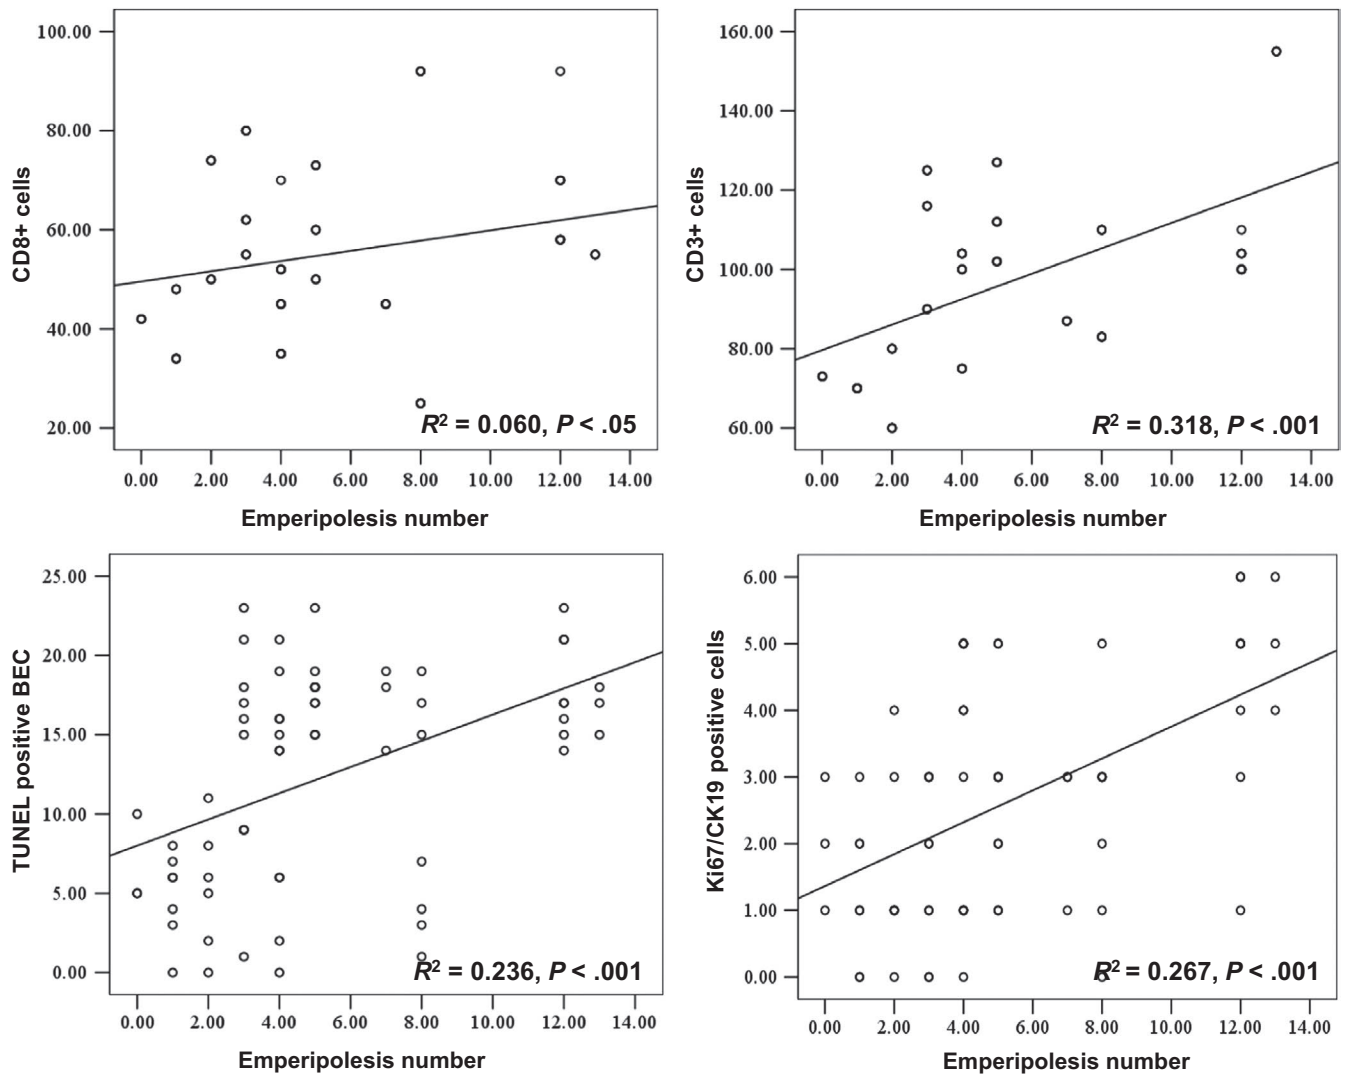 100.00
80.00
60.00
40.00
20.00
CD8+ cells
R² = 0.060, P < .05
0.00 2.00 4.00 6.00 8.00 10.00 12.00 14.00
Emperipolesis number
160.00
140.00
120.00
100.00
80.00
60.00
CD3+ cells
R² = 0.318, P < .001
0.00 2.00 4.00 6.00 8.00 10.00 12.00 14.00
Emperipolesis number
25.00
20.00
15.00
10.00
5.00
0.00
TUNEL positive BEC
R² = 0.236, P < .001
0.00 2.00 4.00 6.00 8.00 10.00 12.00 14.00
Emperipolesis number
6.00
5.00
4.00
3.00
2.00
1.00
0.00
Ki67/CK19 positive cells
R² = 0.267, P < .001
0.00 2.00 4.00 6.00 8.00 10.00 12.00 14.00
Emperipolesis number